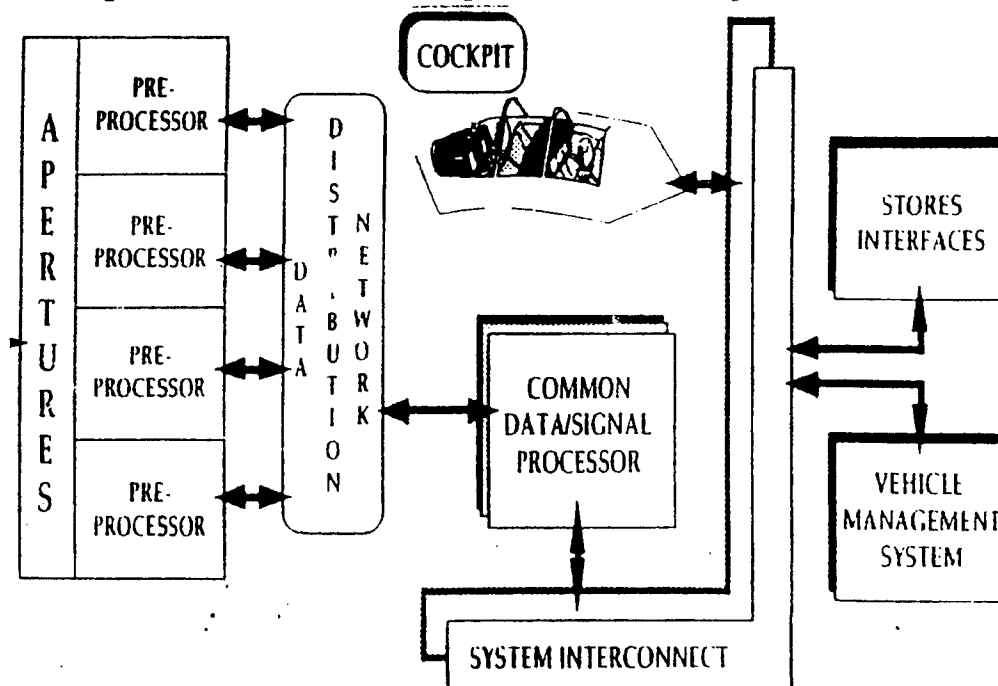 COCKPIT
APERTURES
PRE-
PROCESSOR
PRE-
PROCESSOR
PRE-
PROCESSOR
PRE-
PROCESSOR
DATA
DISTRIBUTION
NETWORK
COMMON
DATA/SIGNAL
PROCESSOR
STORES
INTERFACES
VEHICLE
MANAGEMENT
SYSTEM
SYSTEM INTERCONNECT